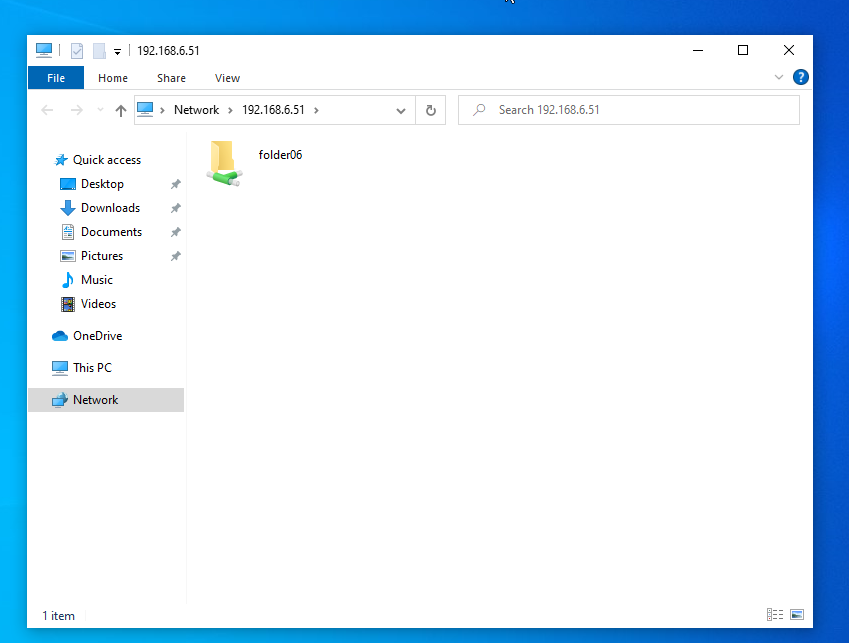 192.168.6.51
File Home Share View
Network 192.168.6.51 Search 192.168.6.51
folder06
Quick access
Desktop
Downloads
Documents
Pictures
Music
Videos
OneDrive
This PC
Network
1 item